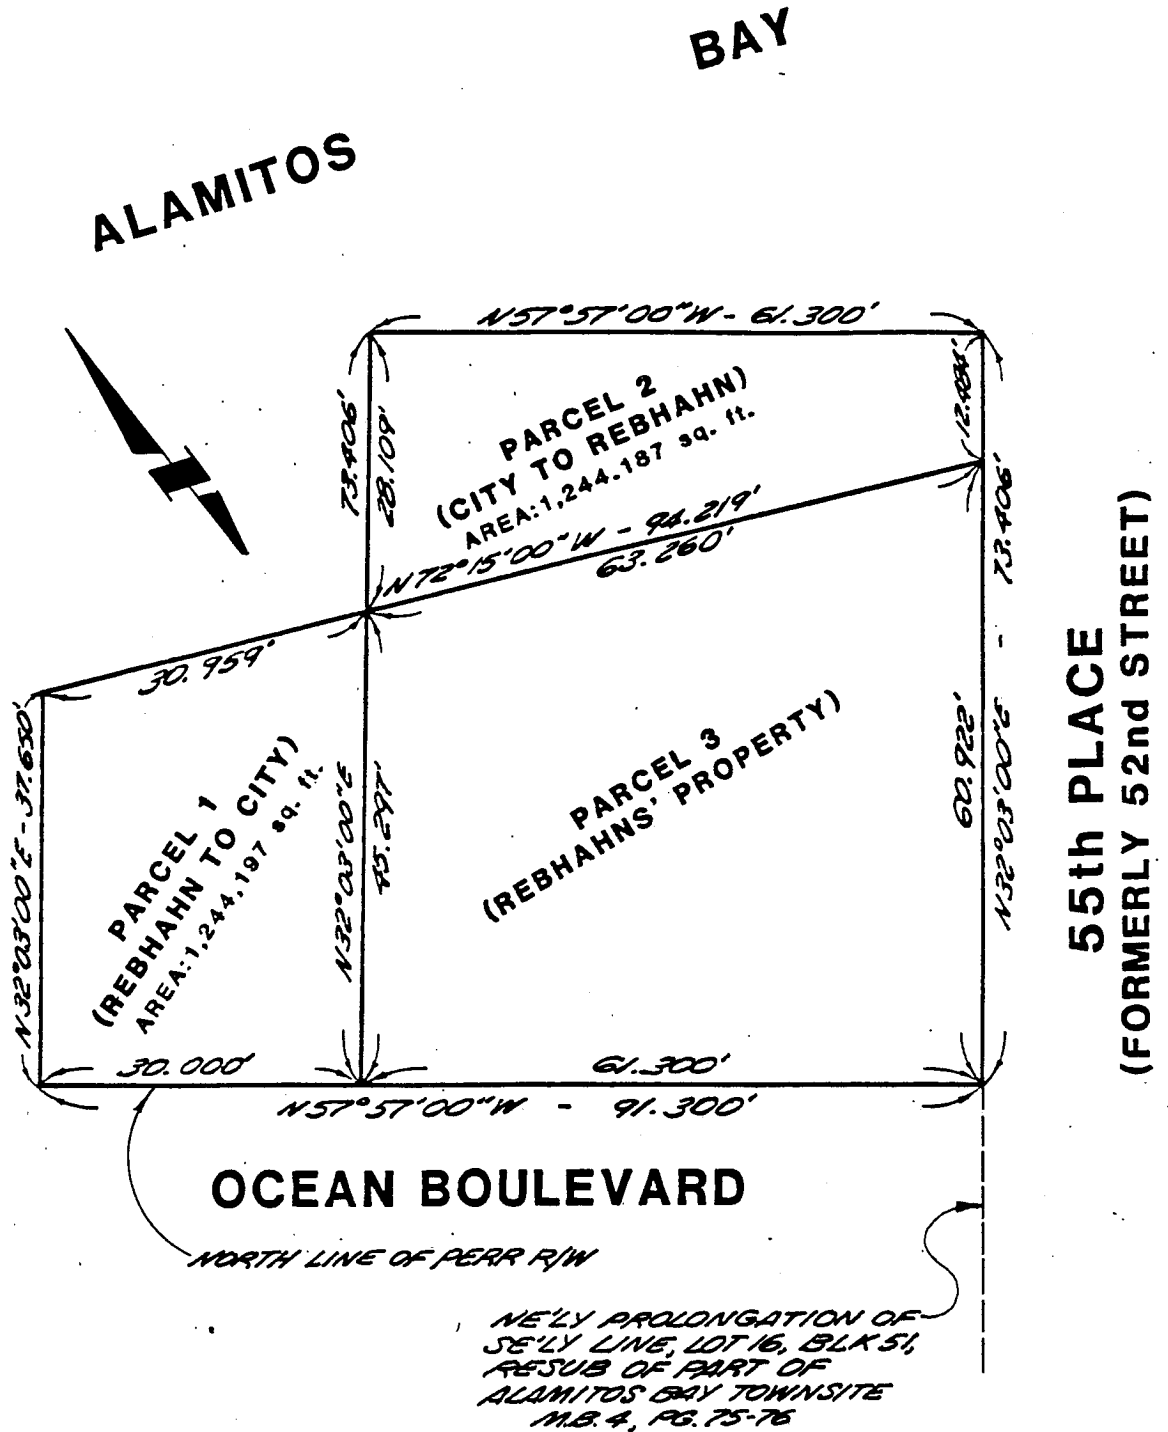 BAY
ALAMITOS
N57°57'00"W - 61.300'
73.406'
28.109'
PARCEL 2
(CITY TO REBHAHN)
AREA:1,244.187 sq. ft.
12.484'
N72°15'00"W - 94.219'
63.260'
73.406'
30.959'
N32°03'00"E - 37.650'
PARCEL 1
(REBHAHN TO CITY)
AREA:1,244,197 sq. ft.
N32°03'00"E
45.297'
PARCEL 3
(REBHAHNS' PROPERTY)
60.922'
N32°03'00"E -
55th PLACE
(FORMERLY 52nd STREET)
30.000'
61.300'
N57°57'00"W - 91.300'
OCEAN BOULEVARD
NORTH LINE OF PERR R/W
NE'LY PROLONGATION OF
SE'LY LINE, LOT 16, BLK 51,
RESUB OF PART OF
ALAMITOS BAY TOWNSITE
M.B. 4, PG. 75-76